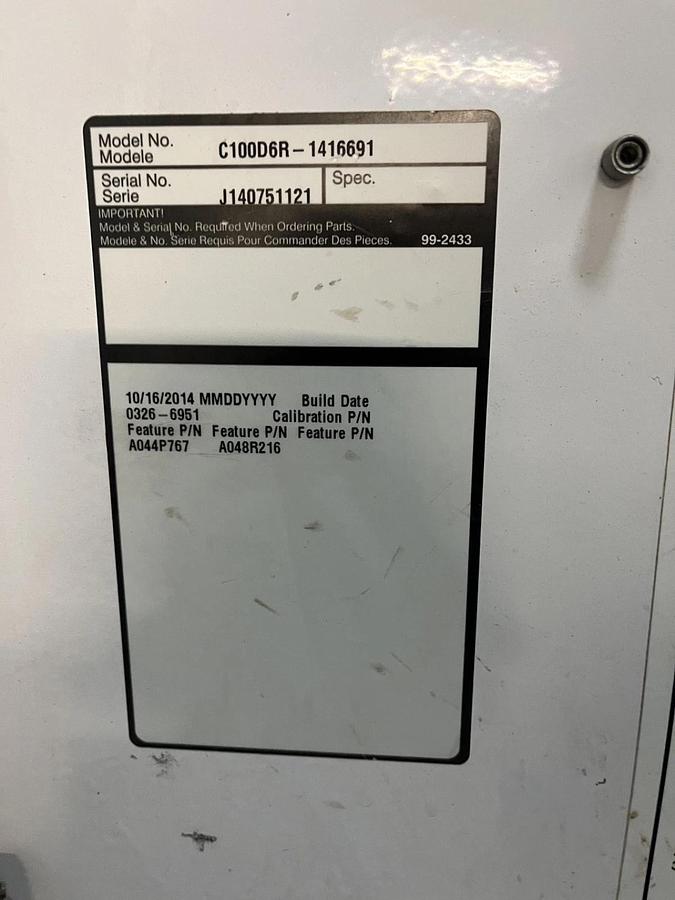 Model No.
Modele
C100D6R-1416691
Serial No.
Serie
J140751121
Spec.
IMPORTANT!
Model & Serial No. Required When Ordering Parts.
Modele & No. Serie Requis Pour Commander Des Pieces. 99-2433
10/16/2014 MMDDYYYY Build Date
0326-6951 Calibration P/N
Feature P/N Feature P/N Feature P/N
A044P767 A048R216